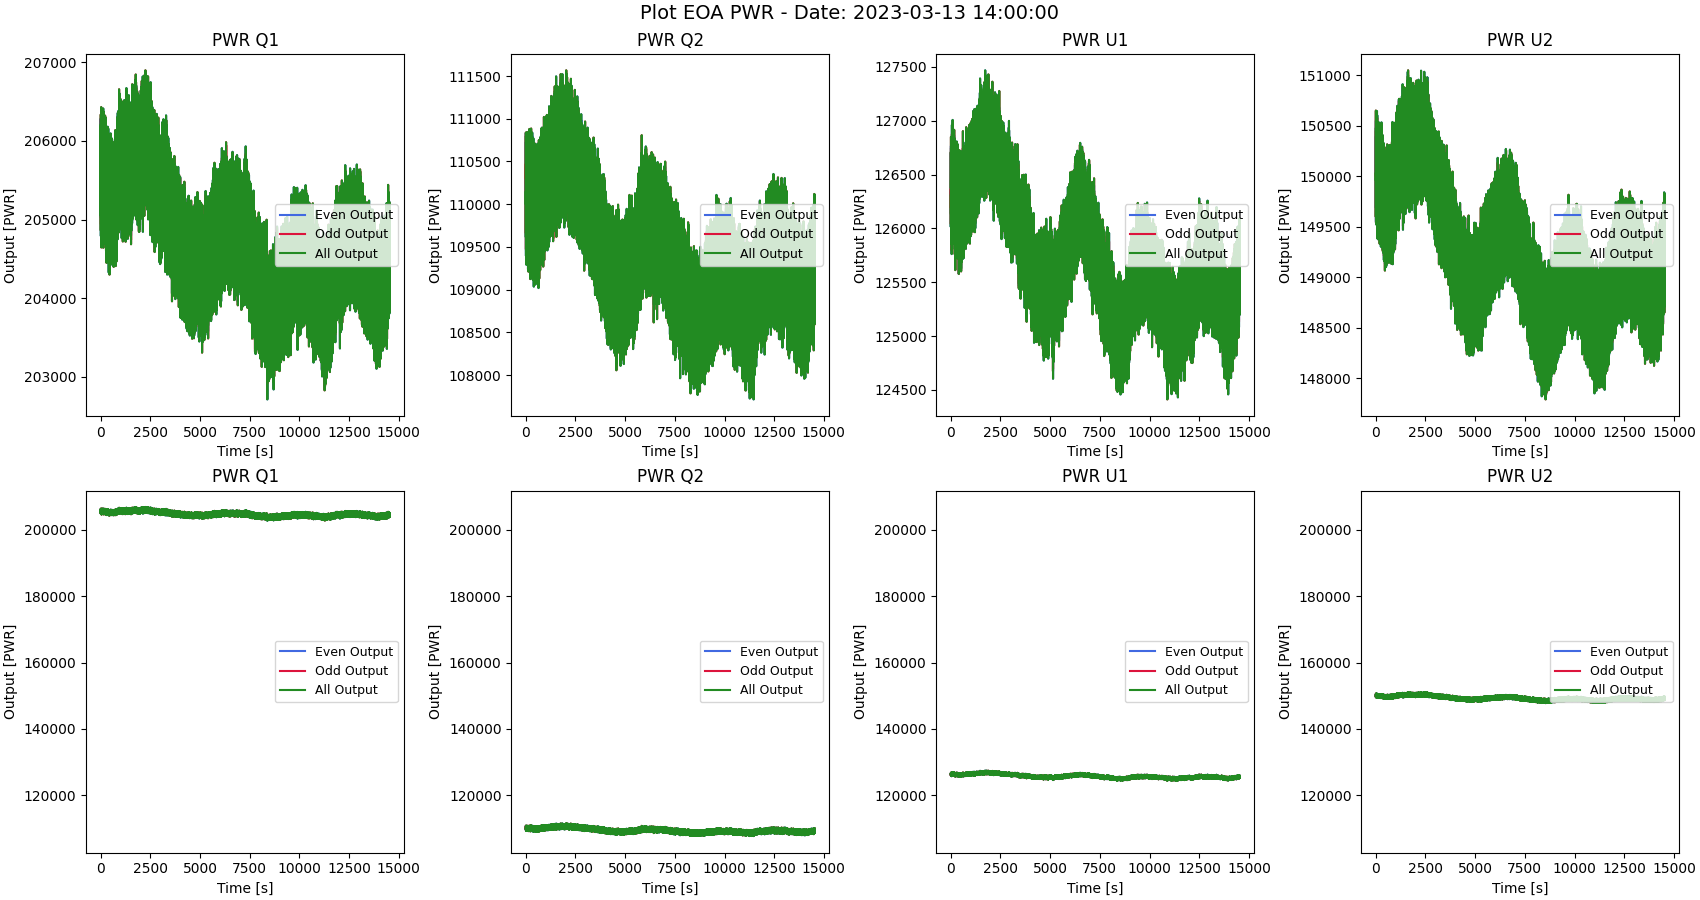 Plot EOA PWR - Date: 2023-03-13 14:00:00
PWR Q1
Output [PWR]
207000
206000
205000
204000
203000
Even Output
Odd Output
All Output
0 2500 5000 7500 10000 12500 15000
Time [s]
PWR Q2
Output [PWR]
111500
111000
110500
110000
109500
109000
108500
108000
Even Output
Odd Output
All Output
0 2500 5000 7500 10000 12500 15000
Time [s]
PWR U1
Output [PWR]
127500
127000
126500
126000
125500
125000
124500
Even Output
Odd Output
All Output
0 2500 5000 7500 10000 12500 15000
Time [s]
PWR U2
Output [PWR]
151000
150500
150000
149500
149000
148500
148000
Even Output
Odd Output
All Output
0 2500 5000 7500 10000 12500 15000
Time [s]
PWR Q1
Output [PWR]
200000
180000
160000
140000
120000
Even Output
Odd Output
All Output
0 2500 5000 7500 10000 12500 15000
Time [s]
PWR Q2
Output [PWR]
200000
180000
160000
140000
120000
Even Output
Odd Output
All Output
0 2500 5000 7500 10000 12500 15000
Time [s]
PWR U1
Output [PWR]
200000
180000
160000
140000
120000
Even Output
Odd Output
All Output
0 2500 5000 7500 10000 12500 15000
Time [s]
PWR U2
Output [PWR]
200000
180000
160000
140000
120000
Even Output
Odd Output
All Output
0 2500 5000 7500 10000 12500 15000
Time [s]